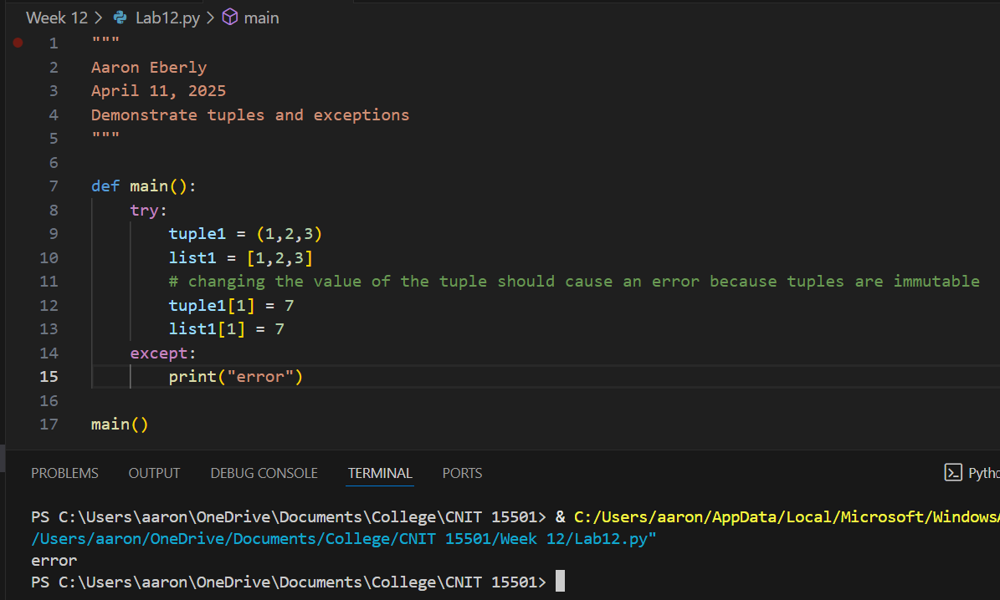 Week 12 > Lab12.py > main
1 """
2 Aaron Eberly
3 April 11, 2025
4 Demonstrate tuples and exceptions
5 """
6
7 def main():
8     try:
9         tuple1 = (1,2,3)
10         list1 = [1,2,3]
11         # changing the value of the tuple should cause an error because tuples are immutable
12         tuple1[1] = 7
13         list1[1] = 7
14     except:
15         print("error")
16
17 main()
PROBLEMS OUTPUT DEBUG CONSOLE TERMINAL PORTS Pytho
PS C:\Users\aaron\OneDrive\Documents\College\CNIT 15501> & C:/Users/aaron/AppData/Local/Microsoft/WindowsA
/Users/aaron/OneDrive/Documents/College/CNIT 15501/Week 12/Lab12.py"
error
PS C:\Users\aaron\OneDrive\Documents\College\CNIT 15501>